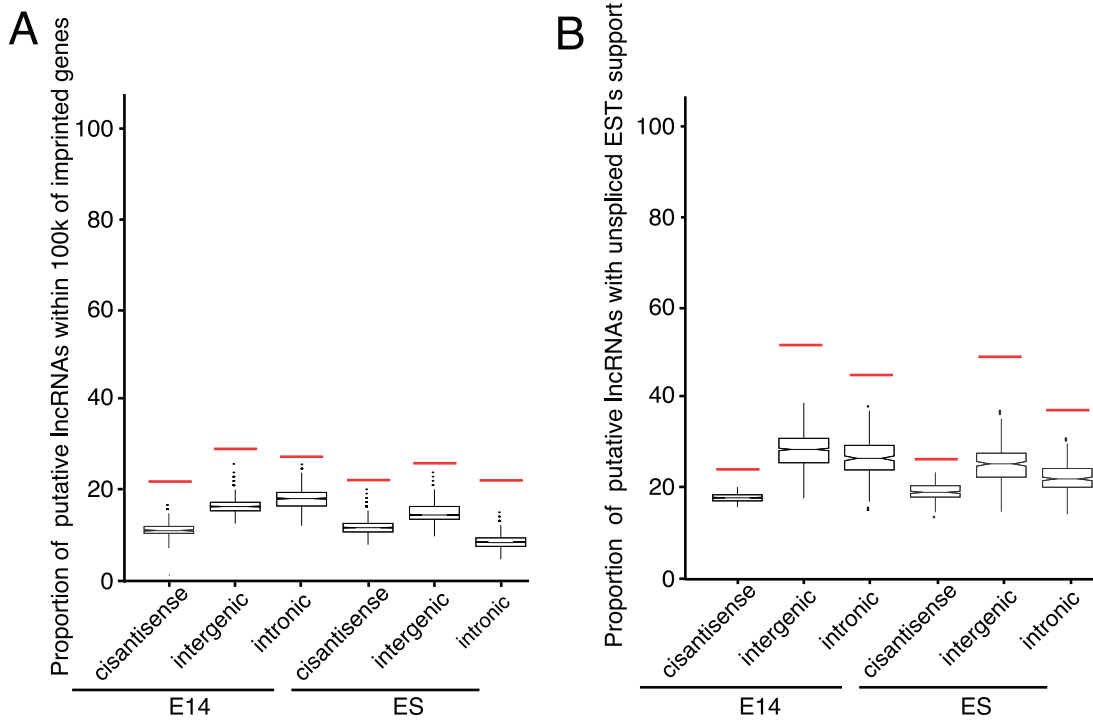 A
Proportion of putative lncRNAs within 100k of imprinted genes
100
80
60
40
20
0
cisantisense
intergenic
intronic
cisantisense
intergenic
intronic
E14
ES
B
Proportion of putative lncRNAs with unspliced ESTs support
100
80
60
40
20
0
cisantisense
intergenic
intronic
cisantisense
intergenic
intronic
E14
ES